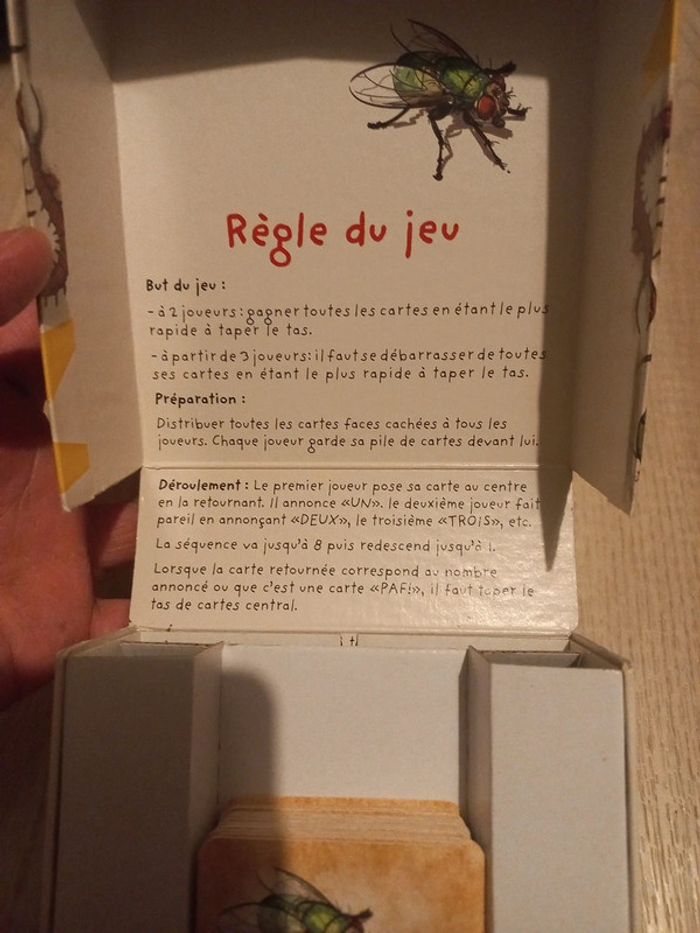 Règle du jeu
But du jeu :
- à 2 joueurs : gagner toutes les cartes en étant le plus
rapide à taper le tas.
- à partir de 3 joueurs : il faut se débarrasser de toutes
ses cartes en étant le plus rapide à taper le tas.
Préparation :
Distribuer toutes les cartes faces cachées à tous les
joueurs. Chaque joueur garde sa pile de cartes devant lui.
Déroulement : Le premier joueur pose sa carte au centre
en la retournant. Il annonce «UN». le deuxième joueur fait
pareil en annonçant «DEUX», le troisième «TROIS», etc.
La séquence va jusqu'à 8 puis redescend jusqu'à 1.
Lorsque la carte retournée correspond au nombre
annoncé ou que c'est une carte «PAF!», il faut taper le
tas de cartes central.